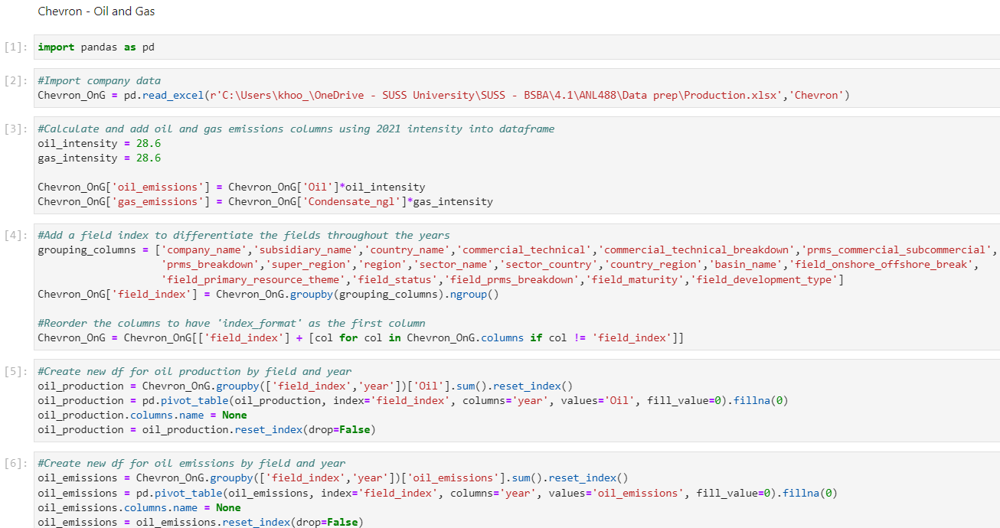 Chevron - Oil and Gas
[1]: import pandas as pd
[2]: #Import company data
Chevron_OnG = pd.read_excel(r'C:\Users\khoo_\OneDrive - SUSS University\SUSS - BSBA\4.1\ANL488\Data prep\Production.xlsx','Chevron')
[3]: #Calculate and add oil and gas emissions columns using 2021 intensity into dataframe
oil_intensity = 28.6
gas_intensity = 28.6
Chevron_OnG['oil_emissions'] = Chevron_OnG['Oil']*oil_intensity
Chevron_OnG['gas_emissions'] = Chevron_OnG['Condensate_ngl']*gas_intensity
[4]: #Add a field index to differentiate the fields throughout the years
grouping_columns = ['company_name','subsidiary_name','country_name','commercial_technical','commercial_technical_breakdown','prms_commercial_subcommercial',
'prms_breakdown','super_region','region','sector_name','sector_country','country_region','basin_name','field_onshore_offshore_break',
'field_primary_resource_theme','field_status','field_prms_breakdown','field_maturity','field_development_type']
Chevron_OnG['field_index'] = Chevron_OnG.groupby(grouping_columns).ngroup()
#Reorder the columns to have 'index_format' as the first column
Chevron_OnG = Chevron_OnG[['field_index'] + [col for col in Chevron_OnG.columns if col != 'field_index']]
[5]: #Create new df for oil production by field and year
oil_production = Chevron_OnG.groupby(['field_index','year'])['Oil'].sum().reset_index()
oil_production = pd.pivot_table(oil_production, index='field_index', columns='year', values='Oil', fill_value=0).fillna(0)
oil_production.columns.name = None
oil_production = oil_production.reset_index(drop=False)
[6]: #Create new df for oil emissions by field and year
oil_emissions = Chevron_OnG.groupby(['field_index','year'])['oil_emissions'].sum().reset_index()
oil_emissions = pd.pivot_table(oil_emissions, index='field_index', columns='year', values='oil_emissions', fill_value=0).fillna(0)
oil_emissions.columns.name = None
oil_emissions = oil_emissions.reset_index(drop=False)